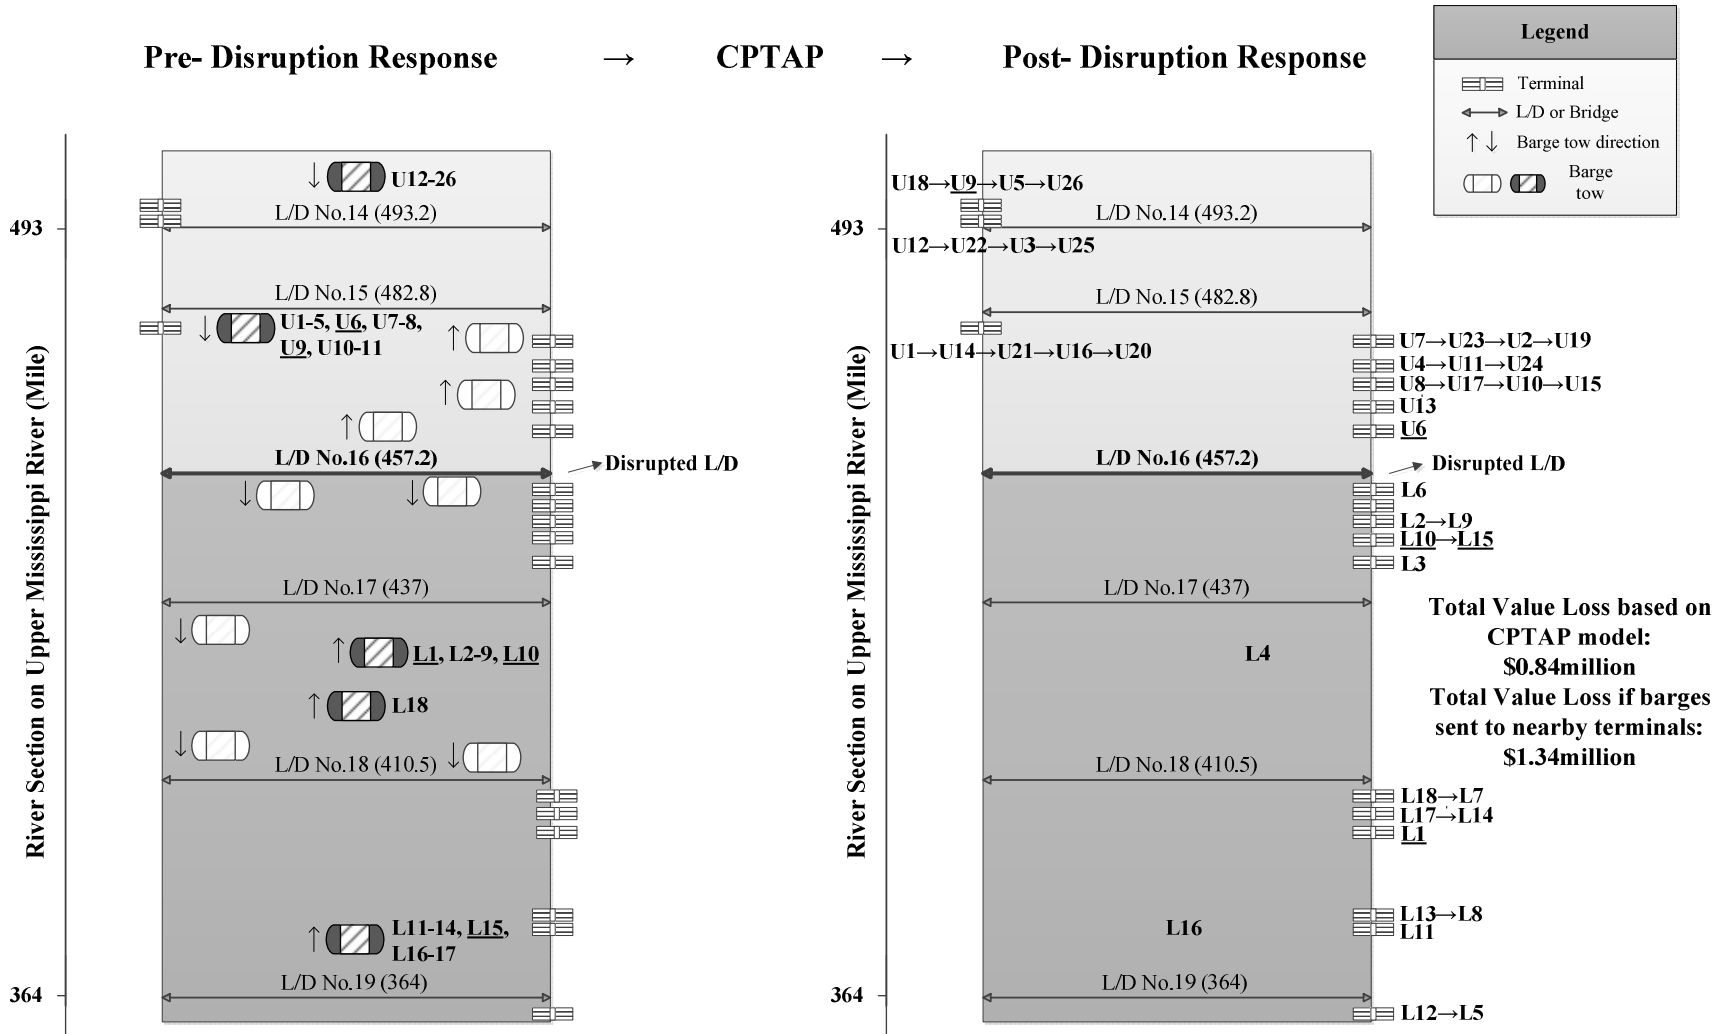 Pre- Disruption Response → CPTAP → Post- Disruption Response
Legend
Terminal
L/D or Bridge
↑ ↓ Barge tow direction
Barge
tow
River Section on Upper Mississippi River (Mile)
493
364
↓ U12-26
L/D No.14 (493.2)
L/D No.15 (482.8)
↓ U1-5, U6, U7-8,
U9, U10-11
↑
↑
↑
L/D No.16 (457.2)
→ Disrupted L/D
↓
↓
L/D No.17 (437)
↓
↑ L1, L2-9, L10
↑ L18
↓
↓
L/D No.18 (410.5)
↑ L11-14, L15,
L16-17
L/D No.19 (364)
River Section on Upper Mississippi River (Mile)
493
364
U18→U9→U5→U26
L/D No.14 (493.2)
U12→U22→U3→U25
L/D No.15 (482.8)
U1→U14→U21→U16→U20
U7→U23→U2→U19
U4→U11→U24
U8→U17→U10→U15
U13
U6
L/D No.16 (457.2)
→ Disrupted L/D
L6
L2→L9
L10→L15
L3
L/D No.17 (437)
L4
L/D No.18 (410.5)
L18→L7
L17→L14
L1
L13→L8
L11
L16
L/D No.19 (364)
L12→L5
Total Value Loss based on
CPTAP model:
$0.84million
Total Value Loss if barges
sent to nearby terminals:
$1.34million